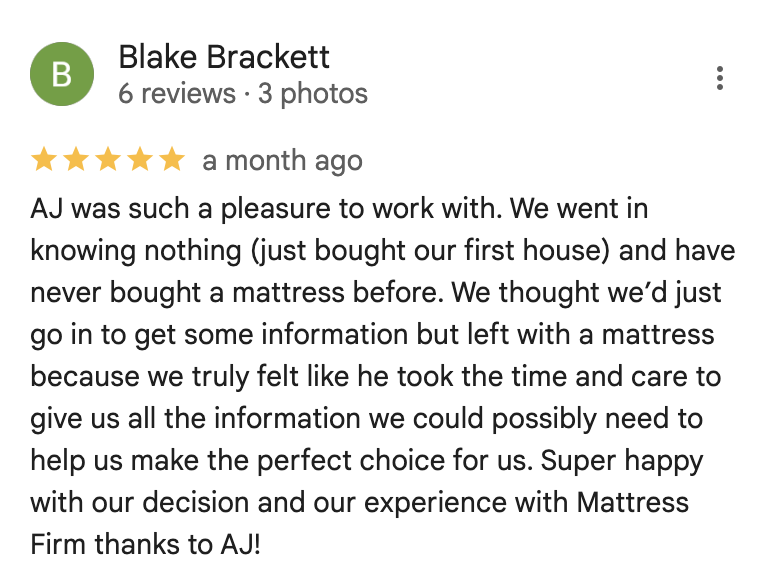 B
Blake Brackett
6 reviews · 3 photos
a month ago
AJ was such a pleasure to work with. We went in
knowing nothing (just bought our first house) and have
never bought a mattress before. We thought we’d just
go in to get some information but left with a mattress
because we truly felt like he took the time and care to
give us all the information we could possibly need to
help us make the perfect choice for us. Super happy
with our decision and our experience with Mattress
Firm thanks to AJ!